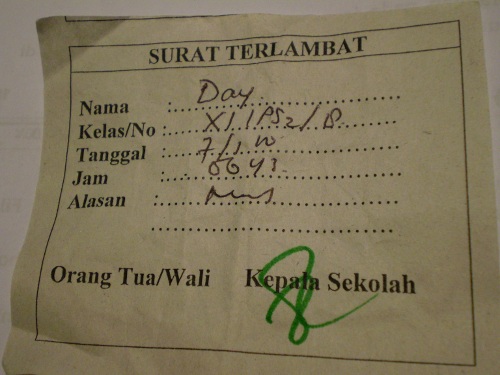 SURAT TERLAMBAT
Nama : Day
Kelas/No : XI IPS2/8
Tanggal : 7/1 10
Jam : 0643
Alasan :
Orang Tua/Wali Kepala Sekolah